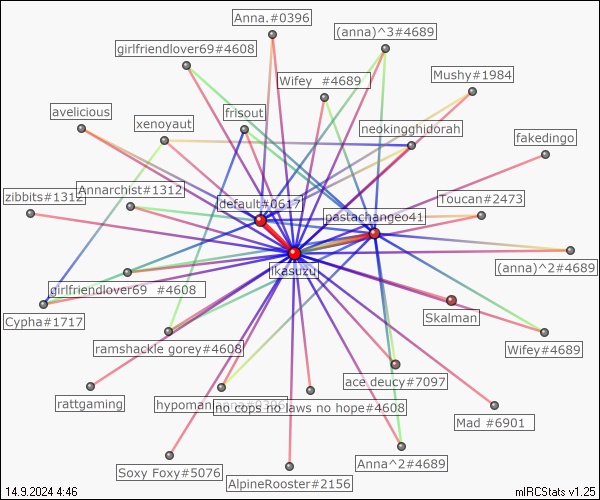 Anna.#0396
(anna)^3#4689
girlfriendlover69#4608
Wifey #4689
Mushy#1984
avelicious
xenoyaut
frisout
neokingghidorah
fakedingo
zibbits#1312
Annarchist#1312
default#0617
pastachangeo41
Toucan#2473
ikasuzu
(anna)^2#4689
girlfriendlover69 #4608
Cypha#1717
Skalman
ramshackle gorey#4608
Wifey#4689
ace deucy#7097
rattgaming
no cops no laws no hope#4608
Mad #6901
Soxy Foxy#5076
Anna^2#4689
AlpineRooster#2156
14.9.2024 4:46
mIRCStats v1.25